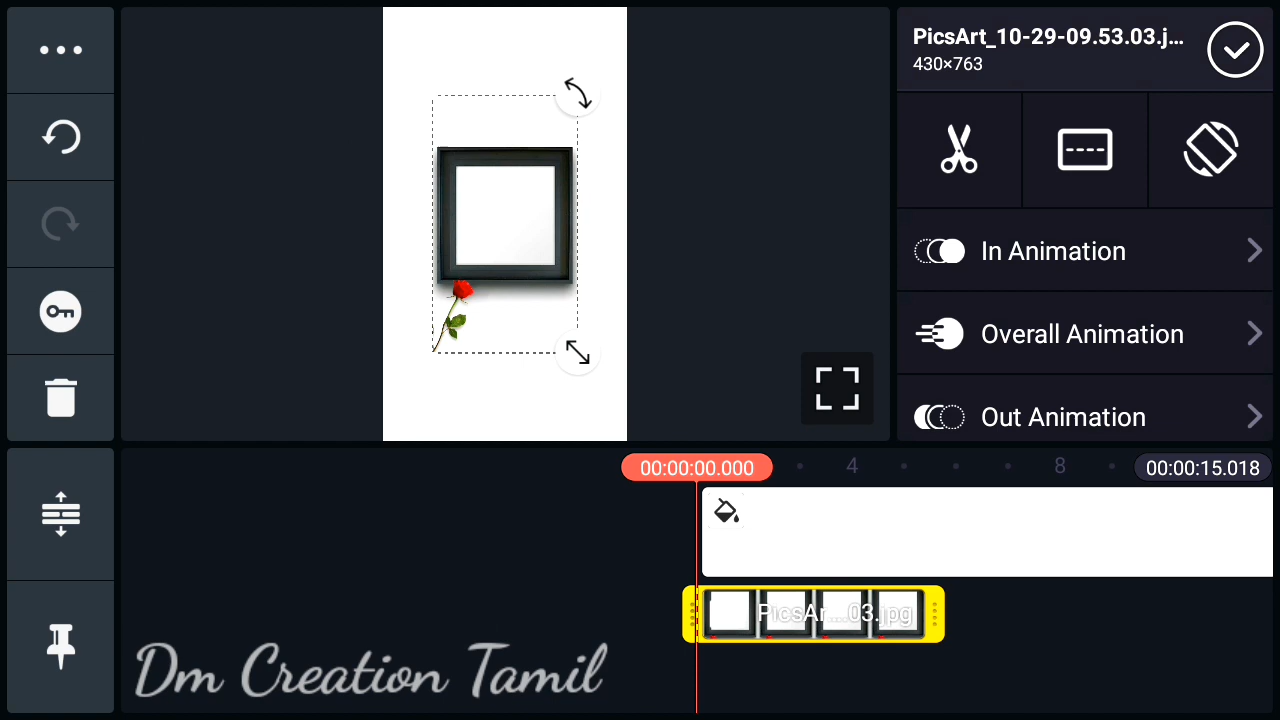 PicsArt_10-29-09.53.03.j...
430×763
In Animation
Overall Animation
Out Animation
00:00:00.000
4
8
00:00:15.018
PicsAr....03.jpg
Dm Creation Tamil